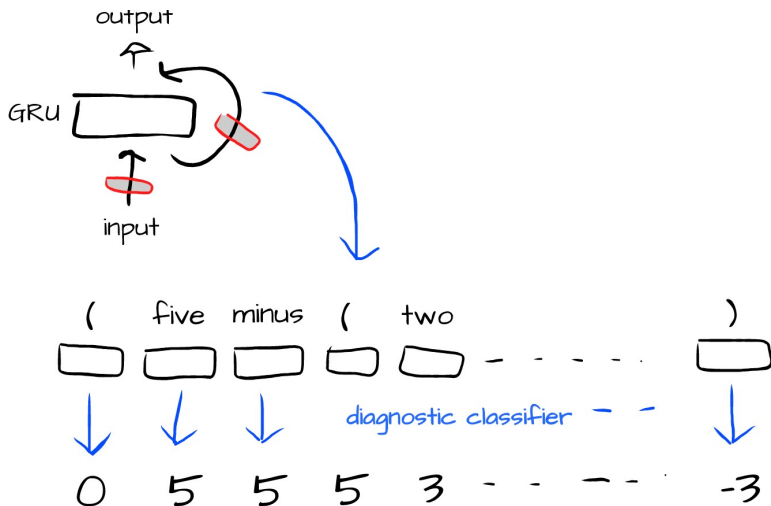 output
GRU
input
( five minus ( two - - - - - )
diagnostic classifier - -
0 5 5 5 3 - - - - -3